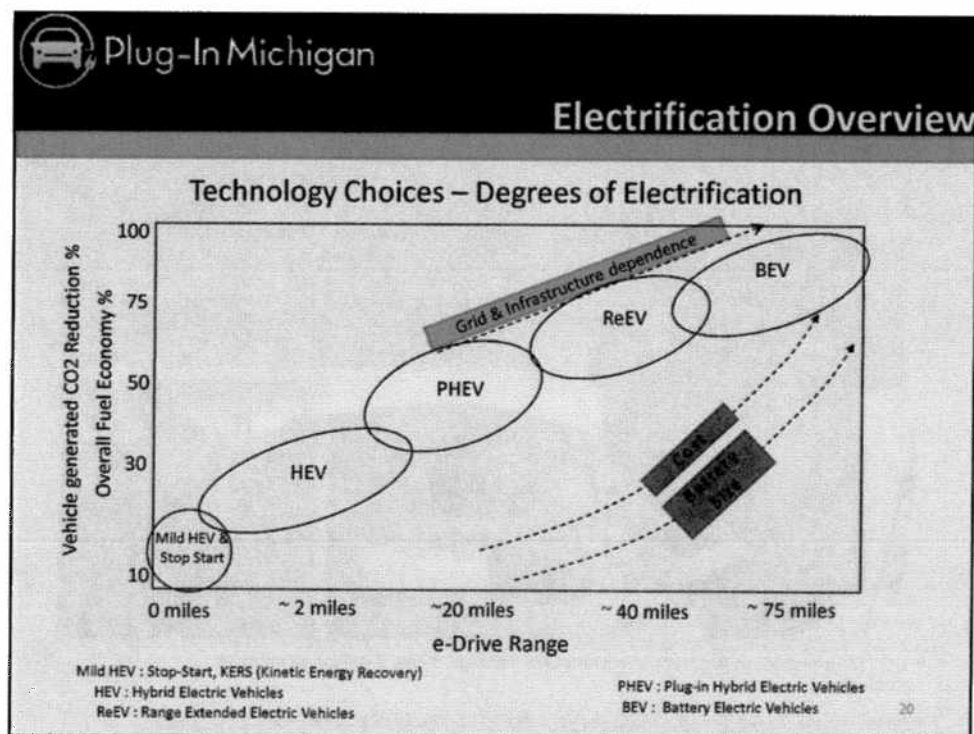 Plug-In Michigan
Electrification Overview
Technology Choices – Degrees of Electrification
Vehicle generated CO2 Reduction %
Overall Fuel Economy %
100
75
50
30
10
Grid & Infrastructure dependence
BEV
ReEV
PHEV
HEV
Mild HEV &
Stop Start
Cost
Battery
Size
0 miles
~ 2 miles
~20 miles
~ 40 miles
~ 75 miles
e-Drive Range
Mild HEV : Stop-Start, KERS (Kinetic Energy Recovery)
HEV : Hybrid Electric Vehicles
ReEV : Range Extended Electric Vehicles
PHEV : Plug-in Hybrid Electric Vehicles
BEV : Battery Electric Vehicles
20